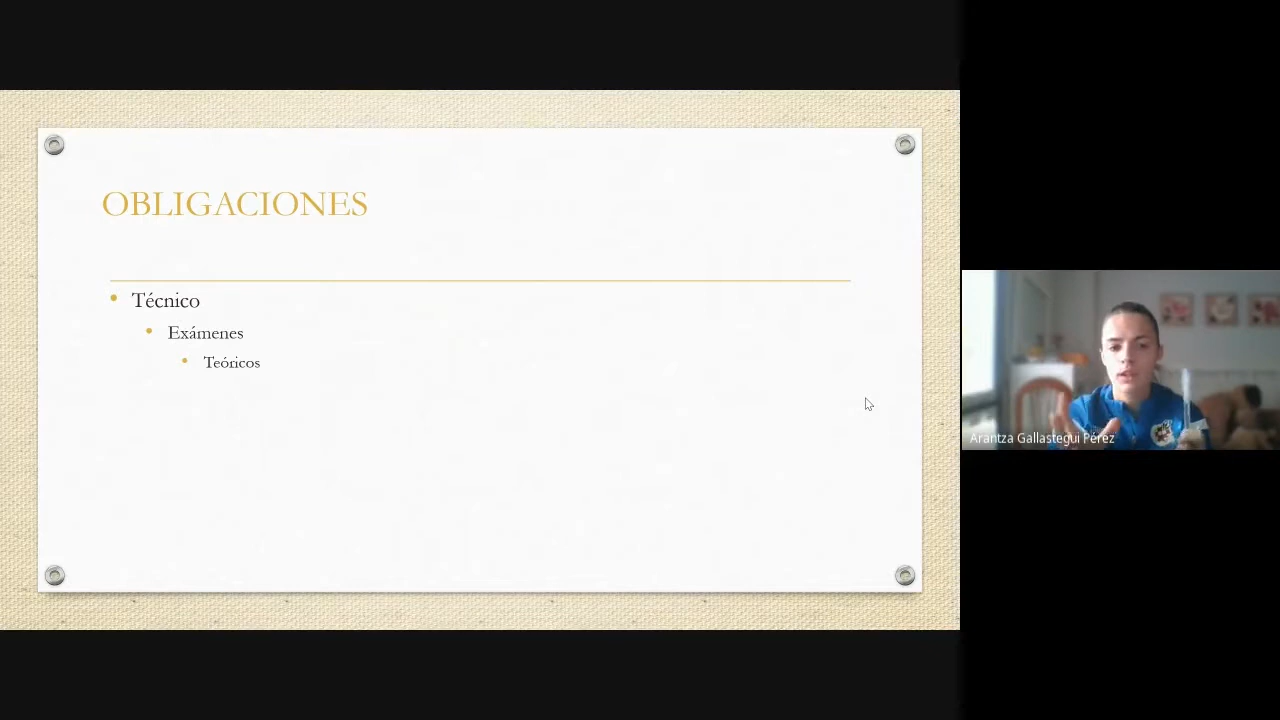 OBLIGACIONES
Técnico
Exámenes
Teóricos
Arantza Gallastegui Pérez